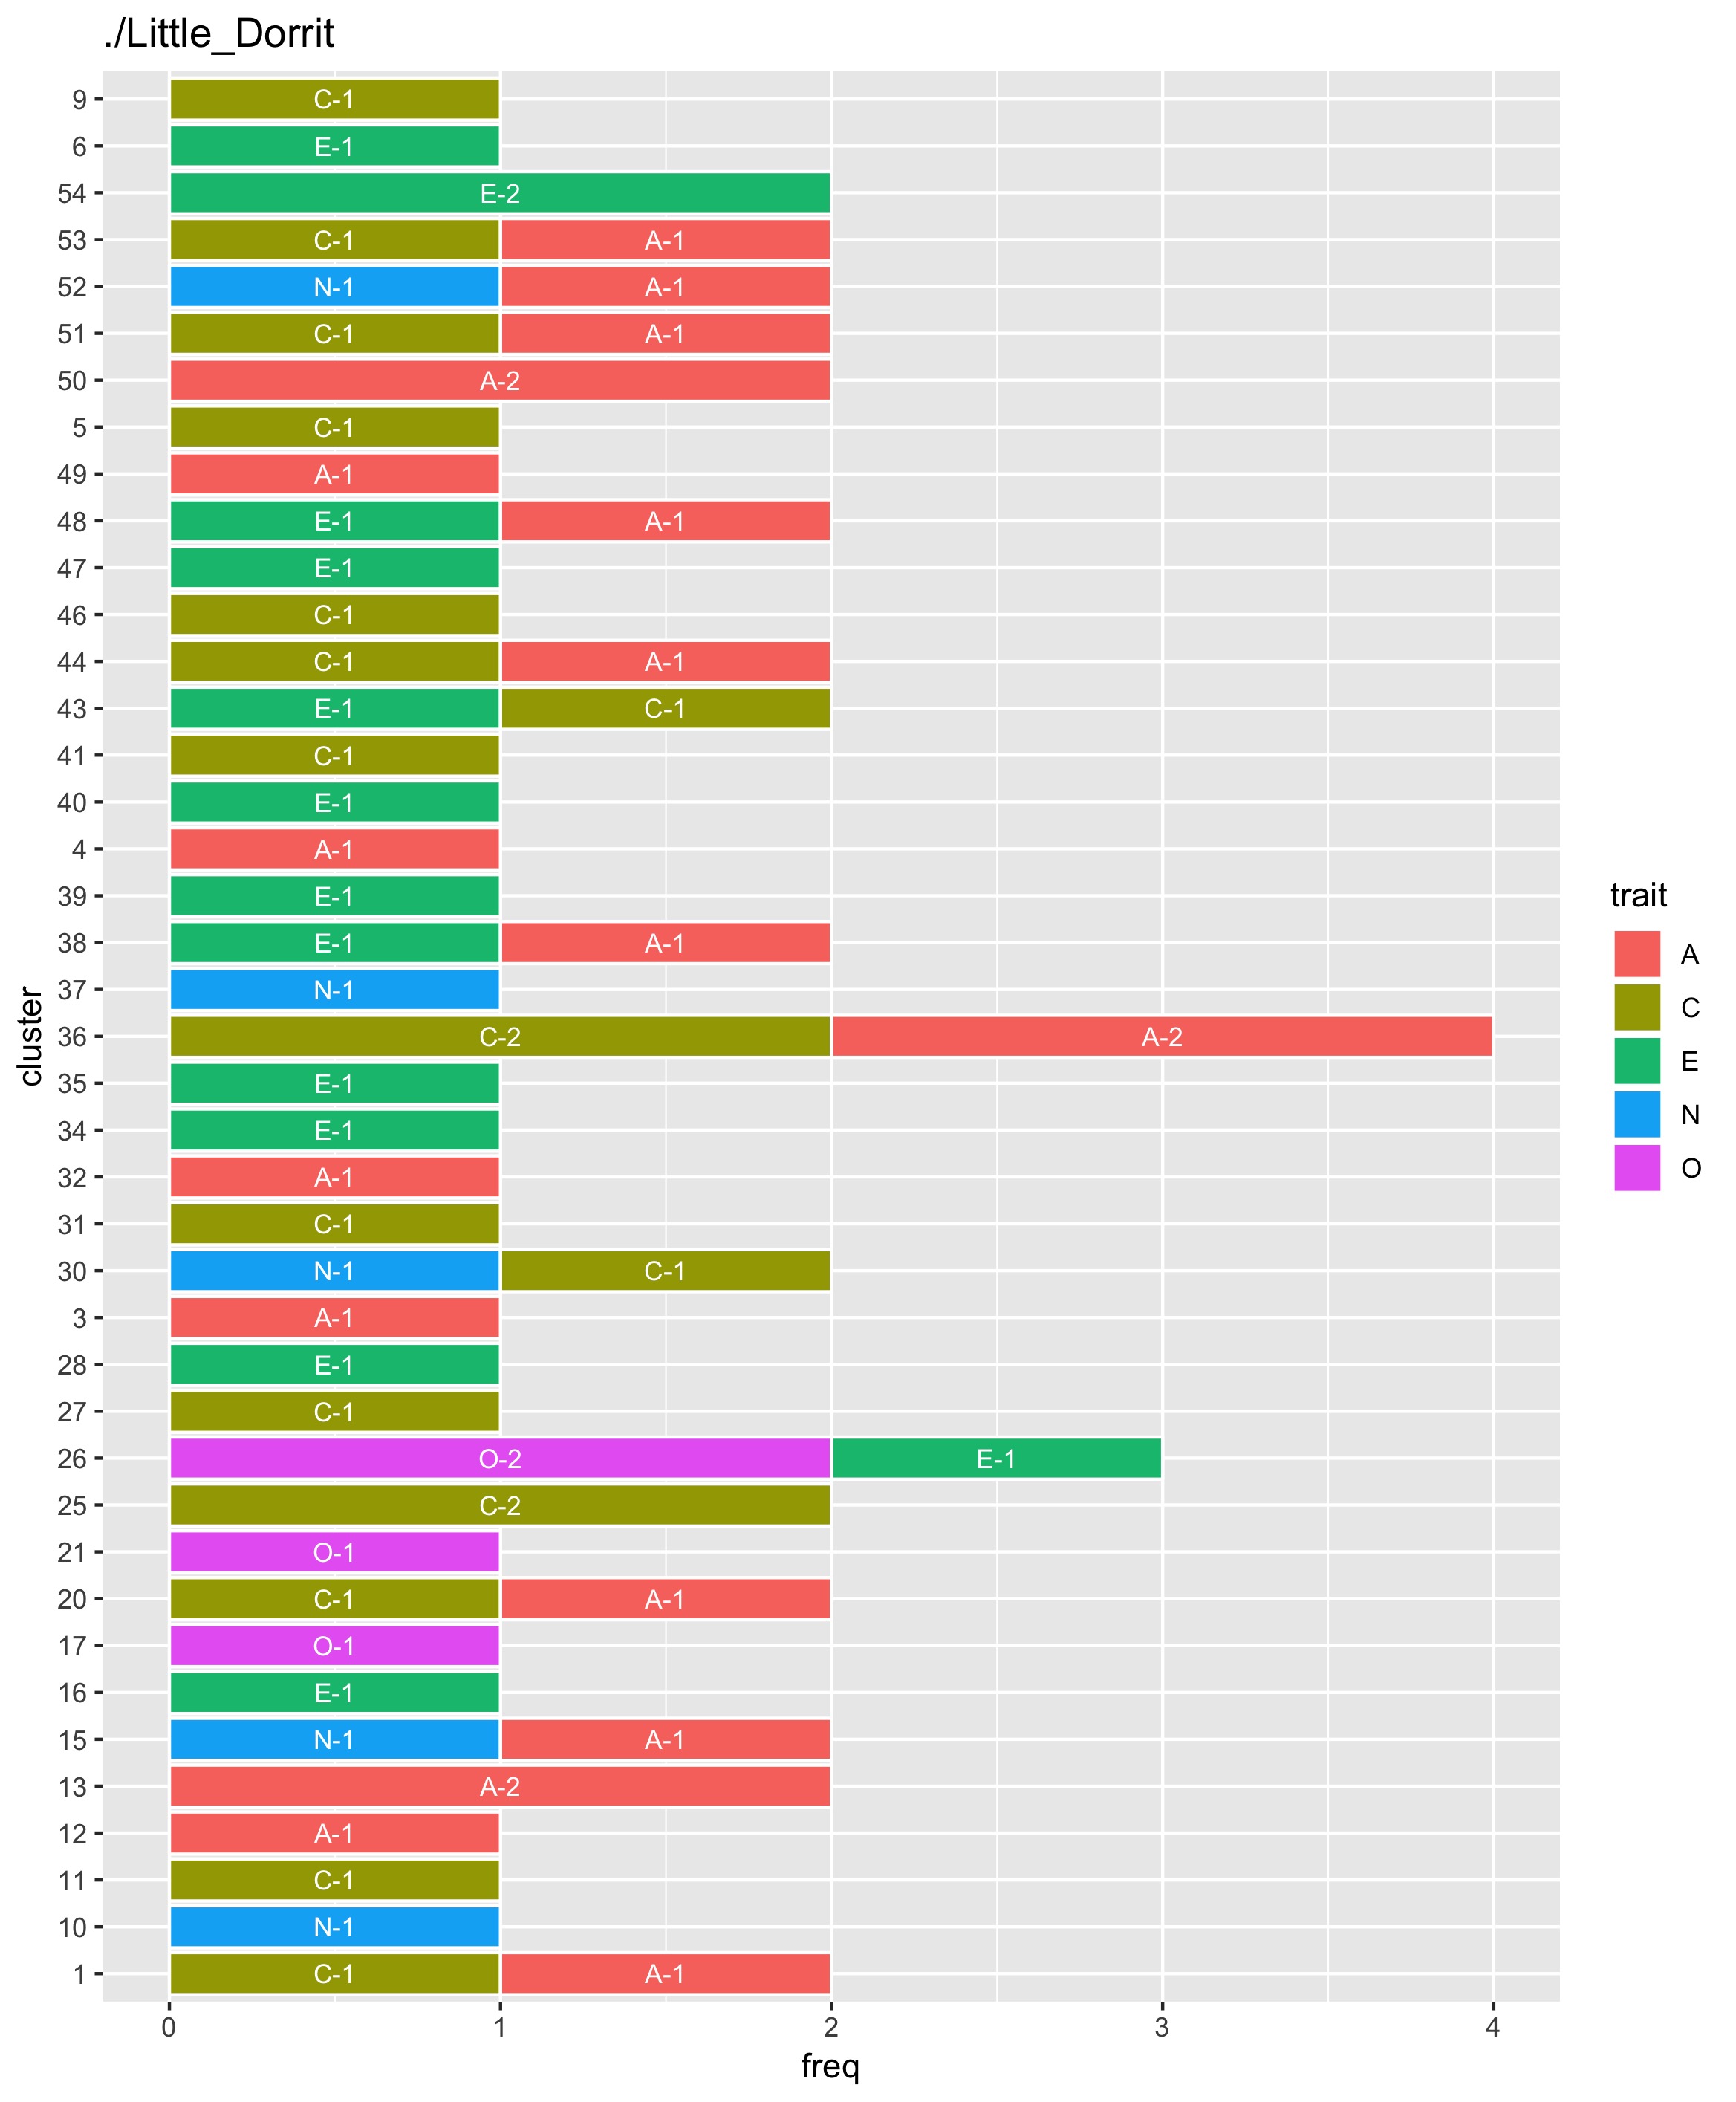 ./Little_Dorrit
9 C-1
6 E-1
54 E-2
53 C-1 A-1
52 N-1 A-1
51 C-1 A-1
50 A-2
5 C-1
49 A-1
48 E-1 A-1
47 E-1
46 C-1
44 C-1 A-1
43 E-1 C-1
41 C-1
40 E-1
4 A-1
39 E-1
38 E-1 A-1
37 N-1
36 C-2 A-2
35 E-1
34 E-1
32 A-1
31 C-1
30 N-1 C-1
3 A-1
28 E-1
27 C-1
26 O-2 E-1
25 C-2
21 O-1
20 C-1 A-1
17 O-1
16 E-1
15 N-1 A-1
13 A-2
12 A-1
11 C-1
10 N-1
1 C-1 A-1
0 1 2 3 4
freq
cluster
trait
A
C
E
N
O